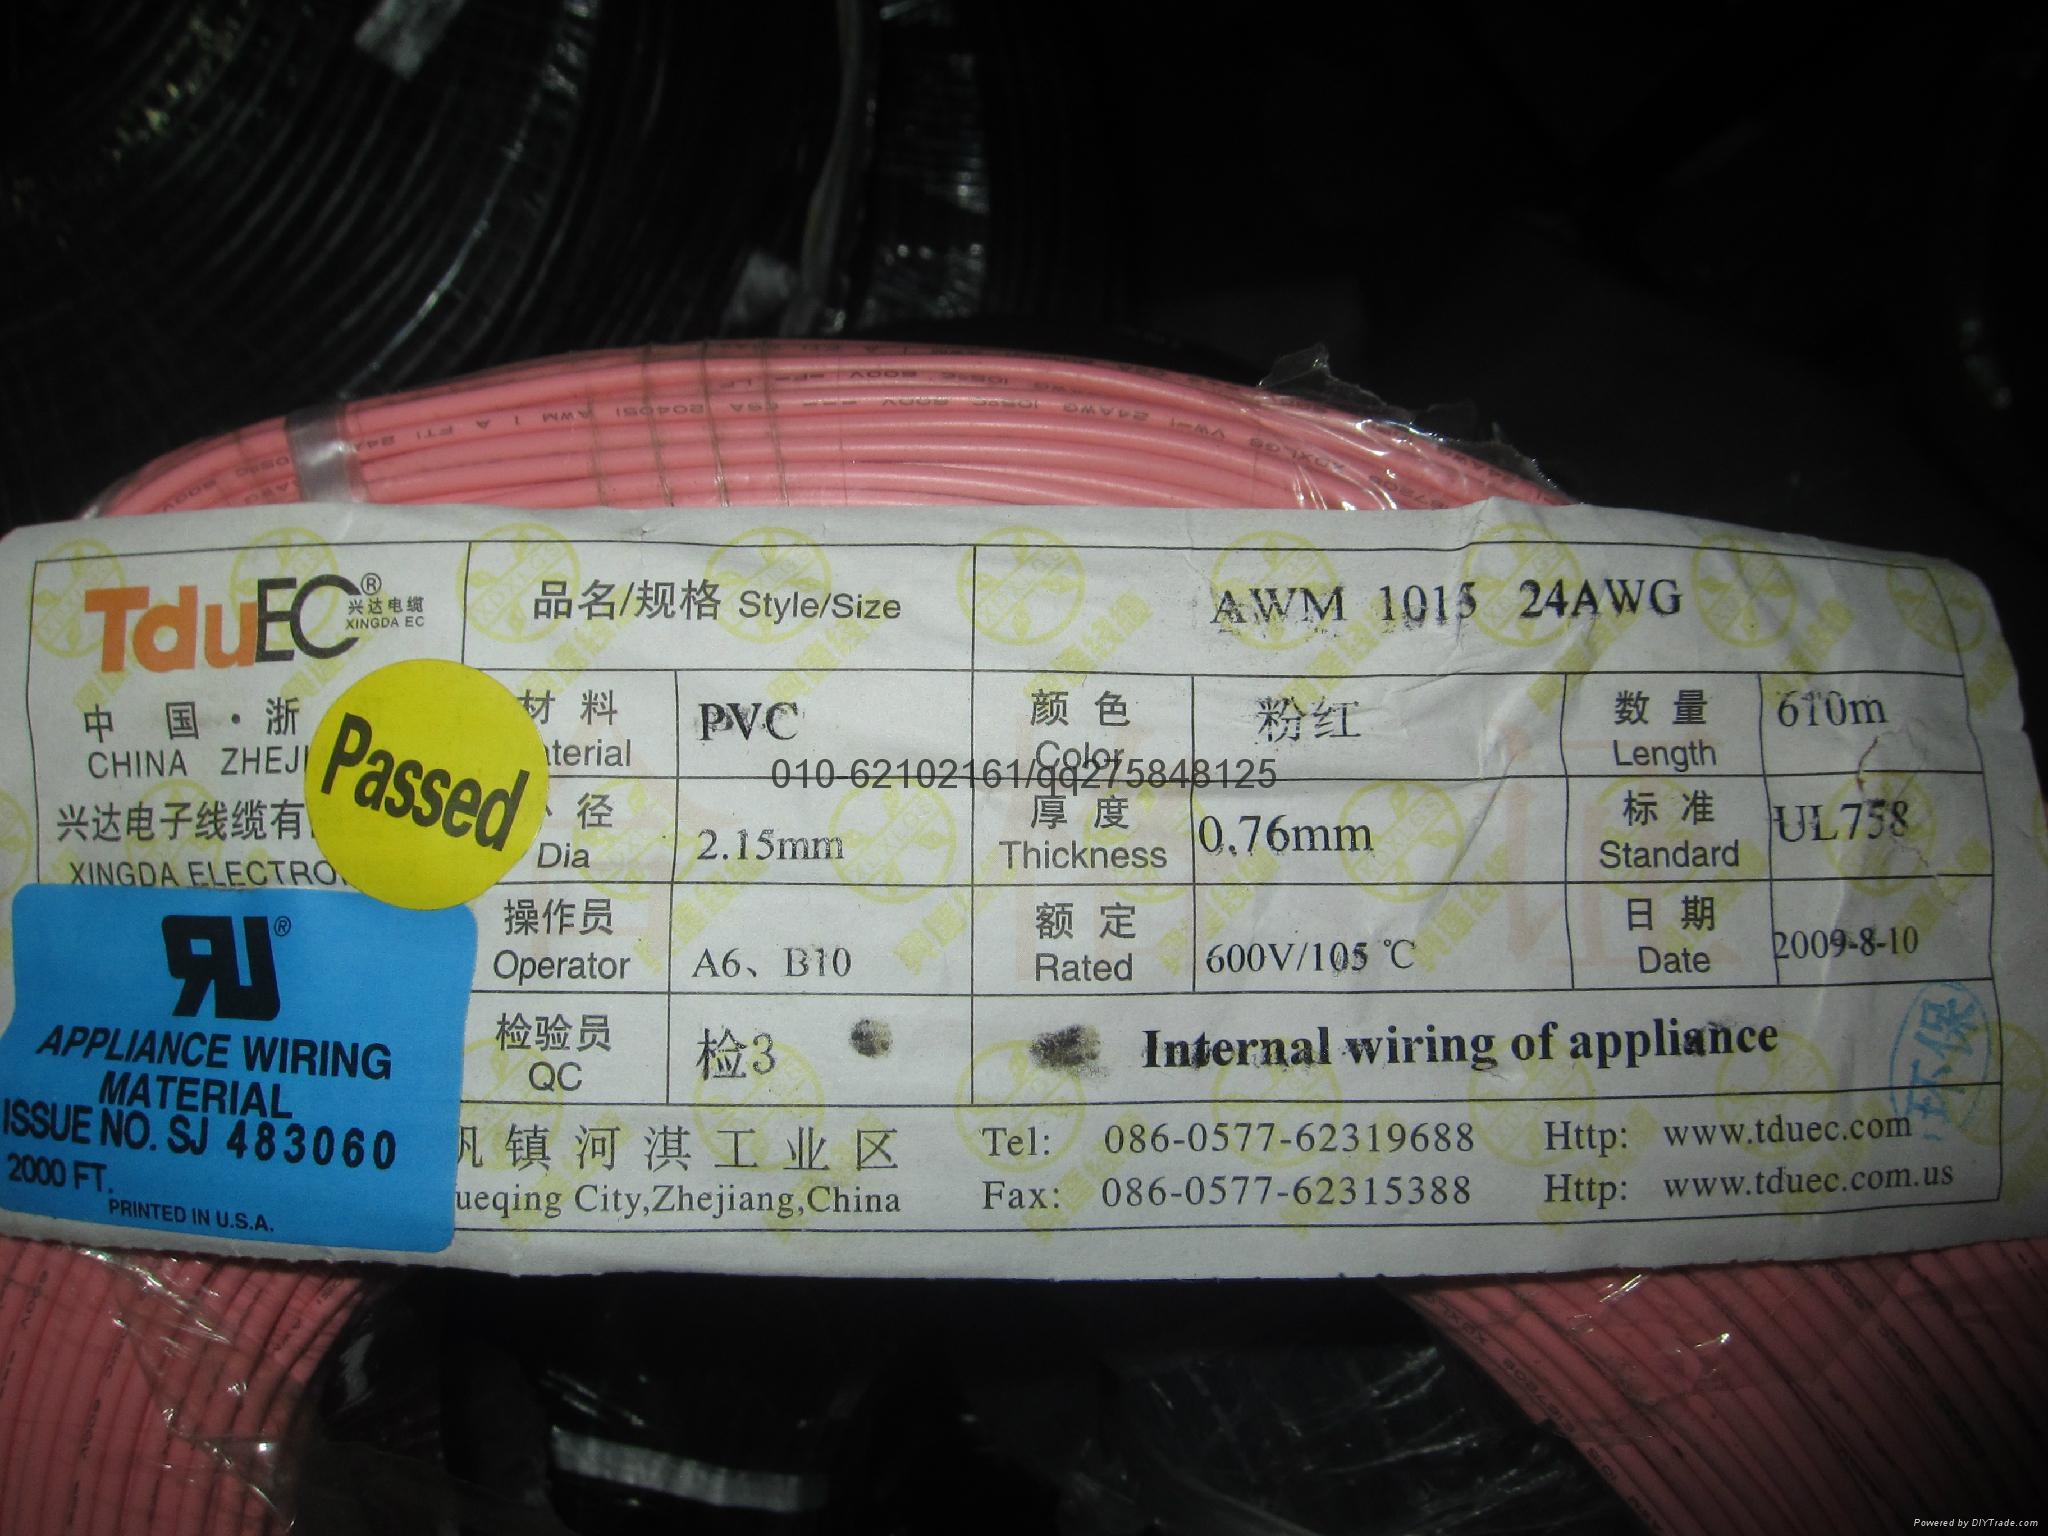 TduEC®
兴达电缆
XINGDA EC
品名/规格 Style/Size
AWM 1015 24AWG
中 国 · 浙
CHINA ZHEJI
兴达电子线缆有
XINGDA ELECTRO
Passed
材 料
aterial
PVC
颜 色
Color
粉红
数 量
Length
610m
010-62102161/qq275848125
径
Dia
2.15mm
厚 度
Thickness
0.76mm
标 准
Standard
UL758
操作员
Operator
A6、B10
额 定
Rated
600V/105 ℃
日 期
Date
2009-8-10
检验员
QC
检3
Internal wiring of appliance
环保
RU®
APPLIANCE WIRING
MATERIAL
ISSUE NO. SJ 483060
2000 FT.
PRINTED IN U.S.A.
帆 镇 河 淇 工 业 区
ueqing City,Zhejiang,China
Tel: 086-0577-62319688 Http: www.tduec.com
Fax: 086-0577-62315388 Http: www.tduec.com.us
Powered by DIYTrade.com